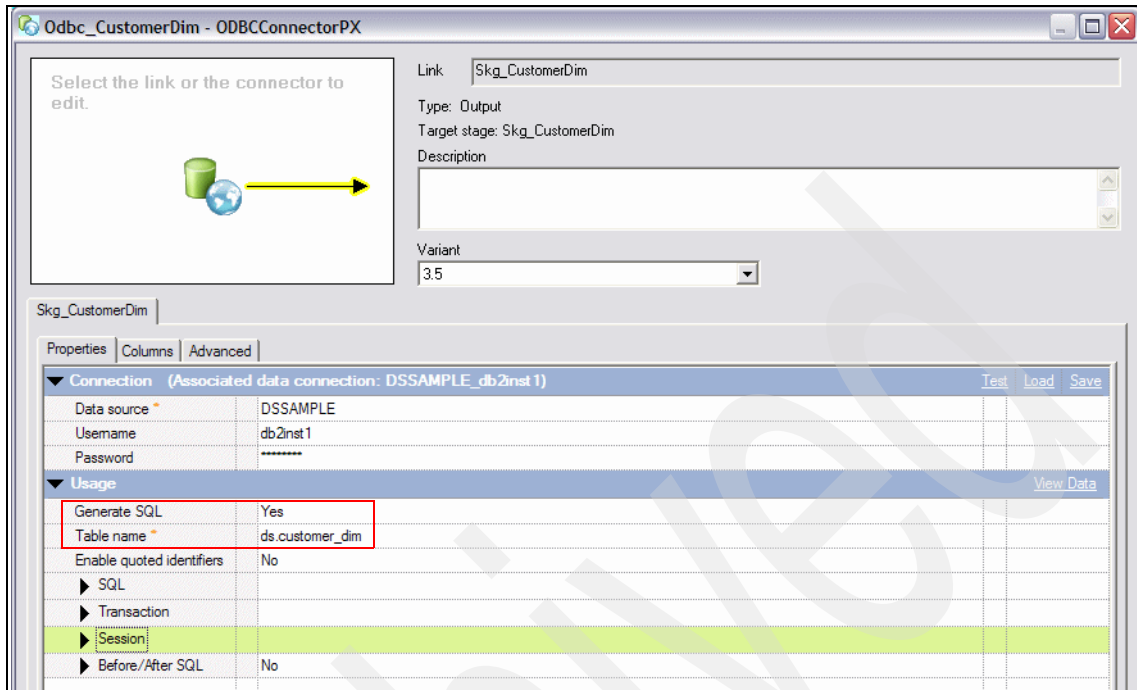 Odbc_CustomerDim - ODBCConnectorPX
Select the link or the connector to
edit.
Link Skg_CustomerDim
Type: Output
Target stage: Skg_CustomerDim
Description
Variant
3.5
Skg_CustomerDim
Properties Columns Advanced
Connection (Associated data connection: DSSAMPLE_db2inst1) Test Load Save
Data source * DSSAMPLE
Username db2inst1
Password ********
Usage View Data
Generate SQL Yes
Table name * ds.customer_dim
Enable quoted identifiers No
SQL
Transaction
Session
Before/After SQL No